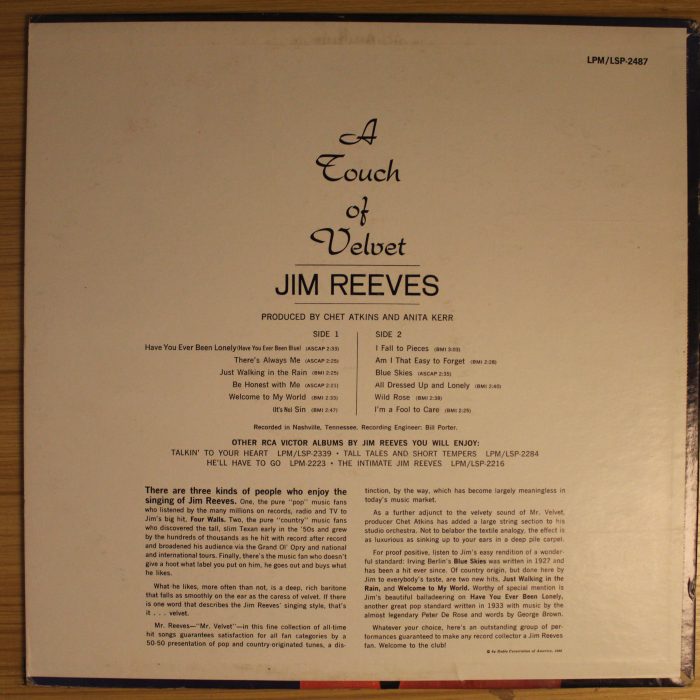 LPM/LSP-2487
A
Touch
of
Velvet
JIM REEVES
PRODUCED BY CHET ATKINS AND ANITA KERR
SIDE 1
Have You Ever Been Lonely (Have You Ever Been Blue) (ASCAP 2:33)
There's Always Me (ASCAP 2:25)
Just Walking in the Rain (BMI 2:25)
Be Honest with Me (ASCAP 2:21)
Welcome to My World (BMI 2:33)
(It's No) Sin (BMI 2:47)
SIDE 2
I Fall to Pieces (BMI 3:03)
Am I That Easy to Forget (BMI 2:28)
Blue Skies (ASCAP 2:35)
All Dressed Up and Lonely (BMI 2:40)
Wild Rose (BMI 2:38)
I'm a Fool to Care (BMI 2:25)
Recorded in Nashville, Tennessee. Recording Engineer: Bill Porter.
OTHER RCA VICTOR ALBUMS BY JIM REEVES YOU WILL ENJOY:
TALKIN' TO YOUR HEART LPM/LSP-2339 • TALL TALES AND SHORT TEMPERS LPM/LSP-2284
HE'LL HAVE TO GO LPM-2223 • THE INTIMATE JIM REEVES LPM/LSP-2216
There are three kinds of people who enjoy the
singing of Jim Reeves. One, the pure "pop" music fans
who listened by the many millions on records, radio and TV to
Jim's big hit, Four Walls. Two, the pure "country" music fans
who discovered the tall, slim Texan early in the '50s and grew
by the hundreds of thousands as he hit with record after record
and broadened his audience via the Grand Ol' Opry and national
and international tours. Finally, there's the music fan who doesn't
give a hoot what label you put on him, he goes out and buys what
he likes.
What he likes, more often than not, is a deep, rich baritone
that falls as smoothly on the ear as the caress of velvet. If there
is one word that describes the Jim Reeves' singing style, that's
it . . . velvet.
Mr. Reeves—"Mr. Velvet"—in this fine collection of all-time
hit songs guarantees satisfaction for all fan categories by a
50-50 presentation of pop and country-originated tunes, a dis-
tinction, by the way, which has become largely meaningless in
today's music market.
As a further adjunct to the velvety sound of Mr. Velvet,
producer Chet Atkins has added a large string section to his
studio orchestra. Not to belabor the textile analogy, the effect is
as luxurious as sinking up to your ears in a deep pile carpet.
For proof positive, listen to Jim's easy rendition of a wonder-
ful standard: Irving Berlin's Blue Skies was written in 1927 and
has been a hit ever since. Of country origin, but done here by
Jim to everybody's taste, are two new hits, Just Walking in the
Rain, and Welcome to My World. Worthy of special mention is
Jim's beautiful balladeering on Have You Ever Been Lonely,
another great pop standard written in 1933 with music by the
almost legendary Peter De Rose and words by George Brown.
Whatever your choice, here's an outstanding group of per-
formances guaranteed to make any record collector a Jim Reeves
fan. Welcome to the club!
© by Radio Corporation of America, 1962